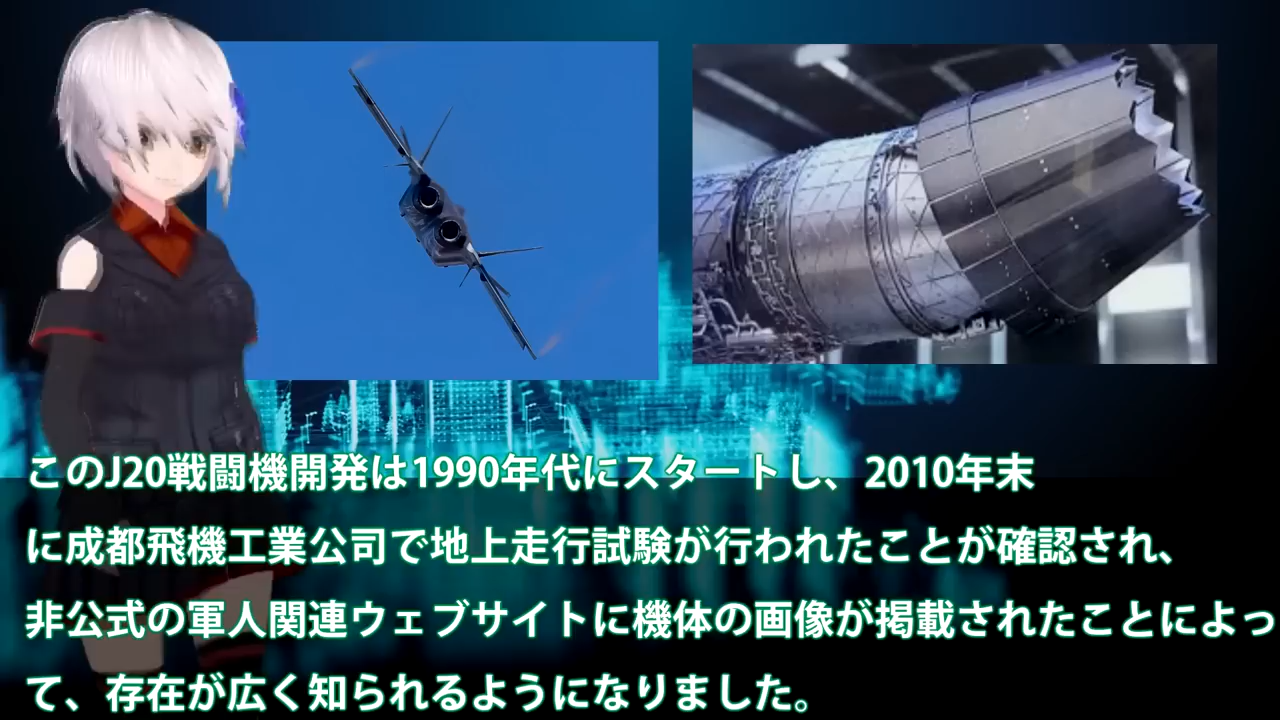 このJ20戦闘機開発は1990年代にスタートし、2010年末
に成都飛機工業公司で地上走行試験が行われたことが確認され、
非公式の軍人関連ウェブサイトに機体の画像が掲載されたことによっ
て、存在が広く知られるようになりました。